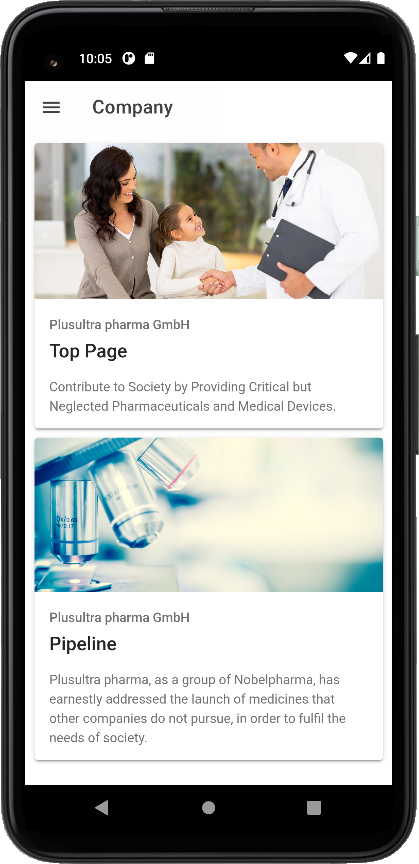 10:05
Company
Plusultra pharma GmbH
Top Page
Contribute to Society by Providing Critical but
Neglected Pharmaceuticals and Medical Devices.
Plusultra pharma GmbH
Pipeline
Plusultra pharma, as a group of Nobelpharma, has
earnestly addressed the launch of medicines that
other companies do not pursue, in order to fulfil the
needs of society.